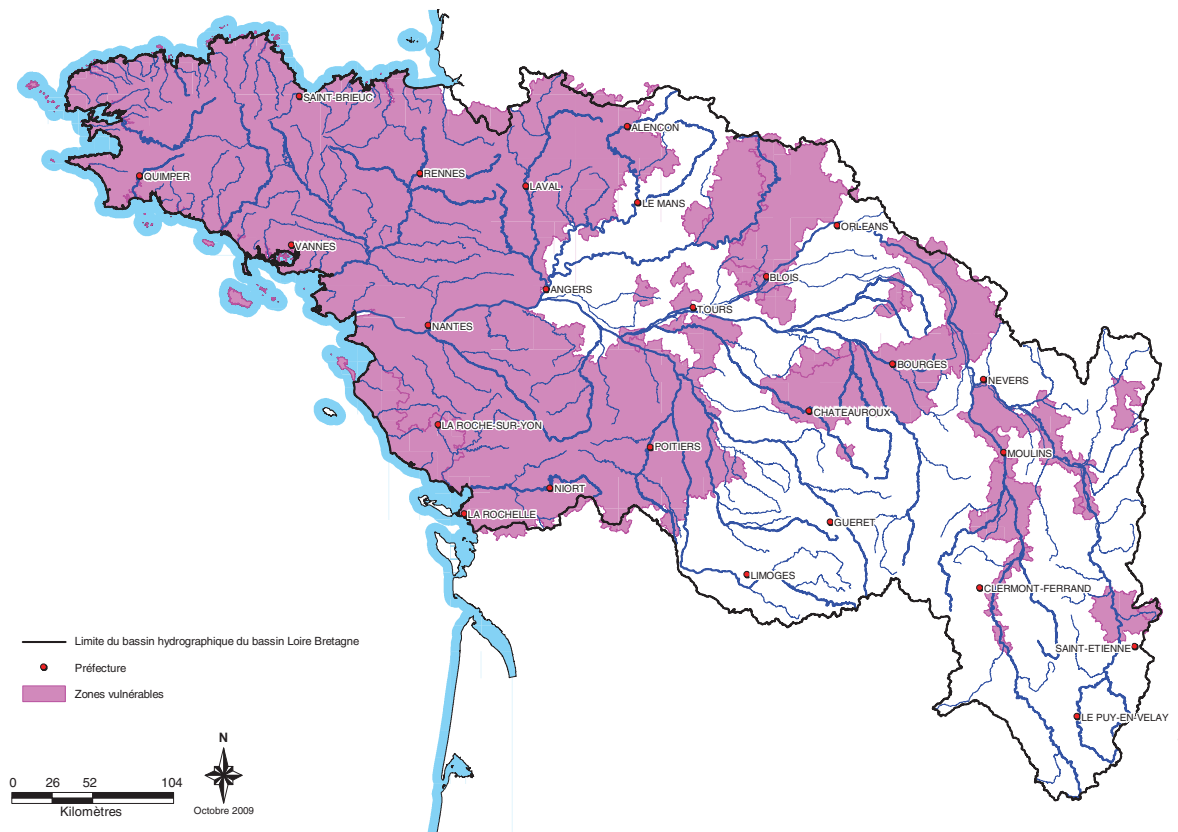 SAINT-BRIEUC
ALENCON
QUIMPER
RENNES
LAVAL
LE MANS
ORLEANS
VANNES
BLOIS
ANGERS
TOURS
NANTES
BOURGES
NEVERS
CHATEAUROUX
LA ROCHE-SUR-YON
POITIERS
MOULINS
NIORT
LA ROCHELLE
GUERET
LIMOGES
CLERMONT-FERRAND
SAINT-ETIENNE
LE PUY-EN-VELAY
Limite du bassin hydrographique du bassin Loire Bretagne
Préfecture
Zones vulnérables
N
0 26 52 104
Kilomètres
Octobre 2009